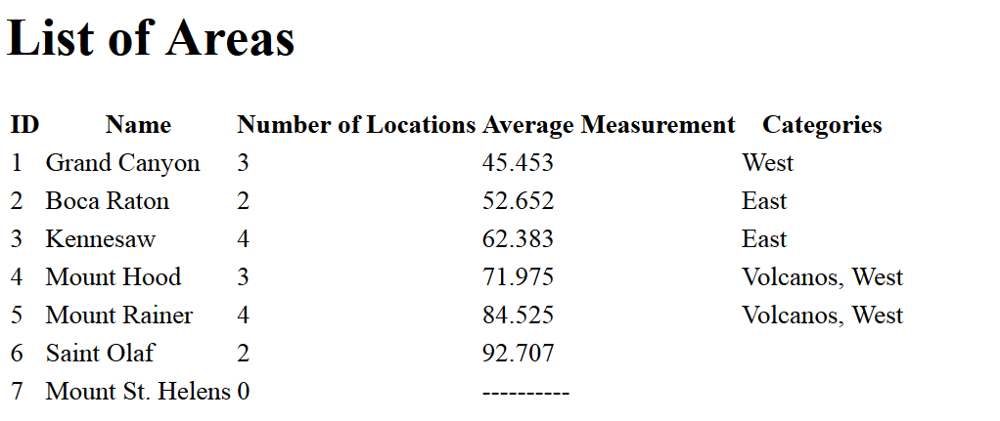 List of Areas
ID Name Number of Locations Average Measurement Categories
1 Grand Canyon 3 45.453 West
2 Boca Raton 2 52.652 East
3 Kennesaw 4 62.383 East
4 Mount Hood 3 71.975 Volcanos, West
5 Mount Rainer 4 84.525 Volcanos, West
6 Saint Olaf 2 92.707
7 Mount St. Helens 0 ----------